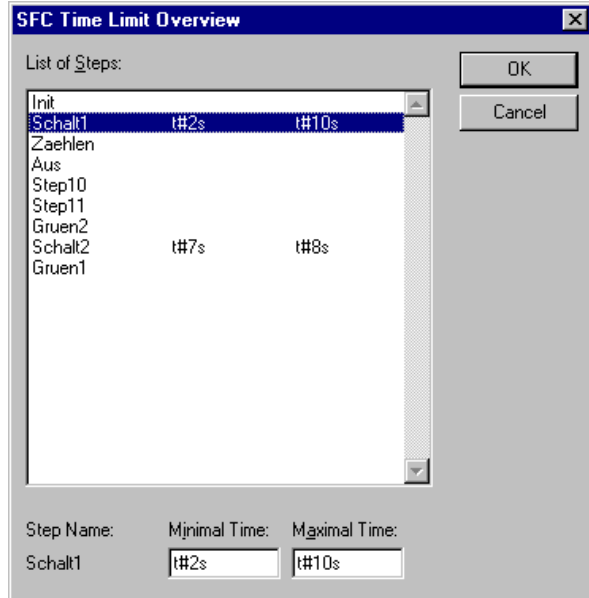 SFC Time Limit Overview
List of Steps:
OK
Cancel
Init
Schalt1 t#2s t#10s
Zaehlen
Aus
Step10
Step11
Gruen2
Schalt2 t#7s t#8s
Gruen1
Step Name: Minimal Time: Maximal Time:
Schalt1 t#2s t#10s